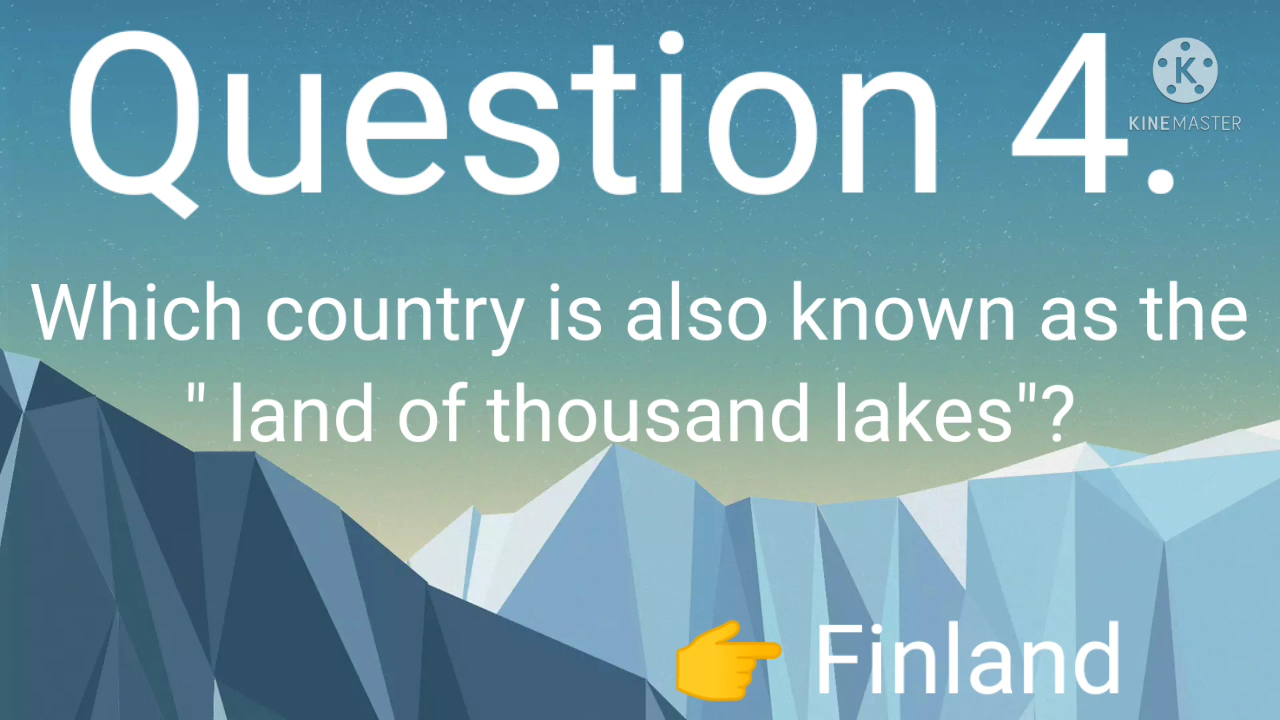 Question 4.
K
KINEMASTER
Which country is also known as the
" land of thousand lakes"?
👉 Finland